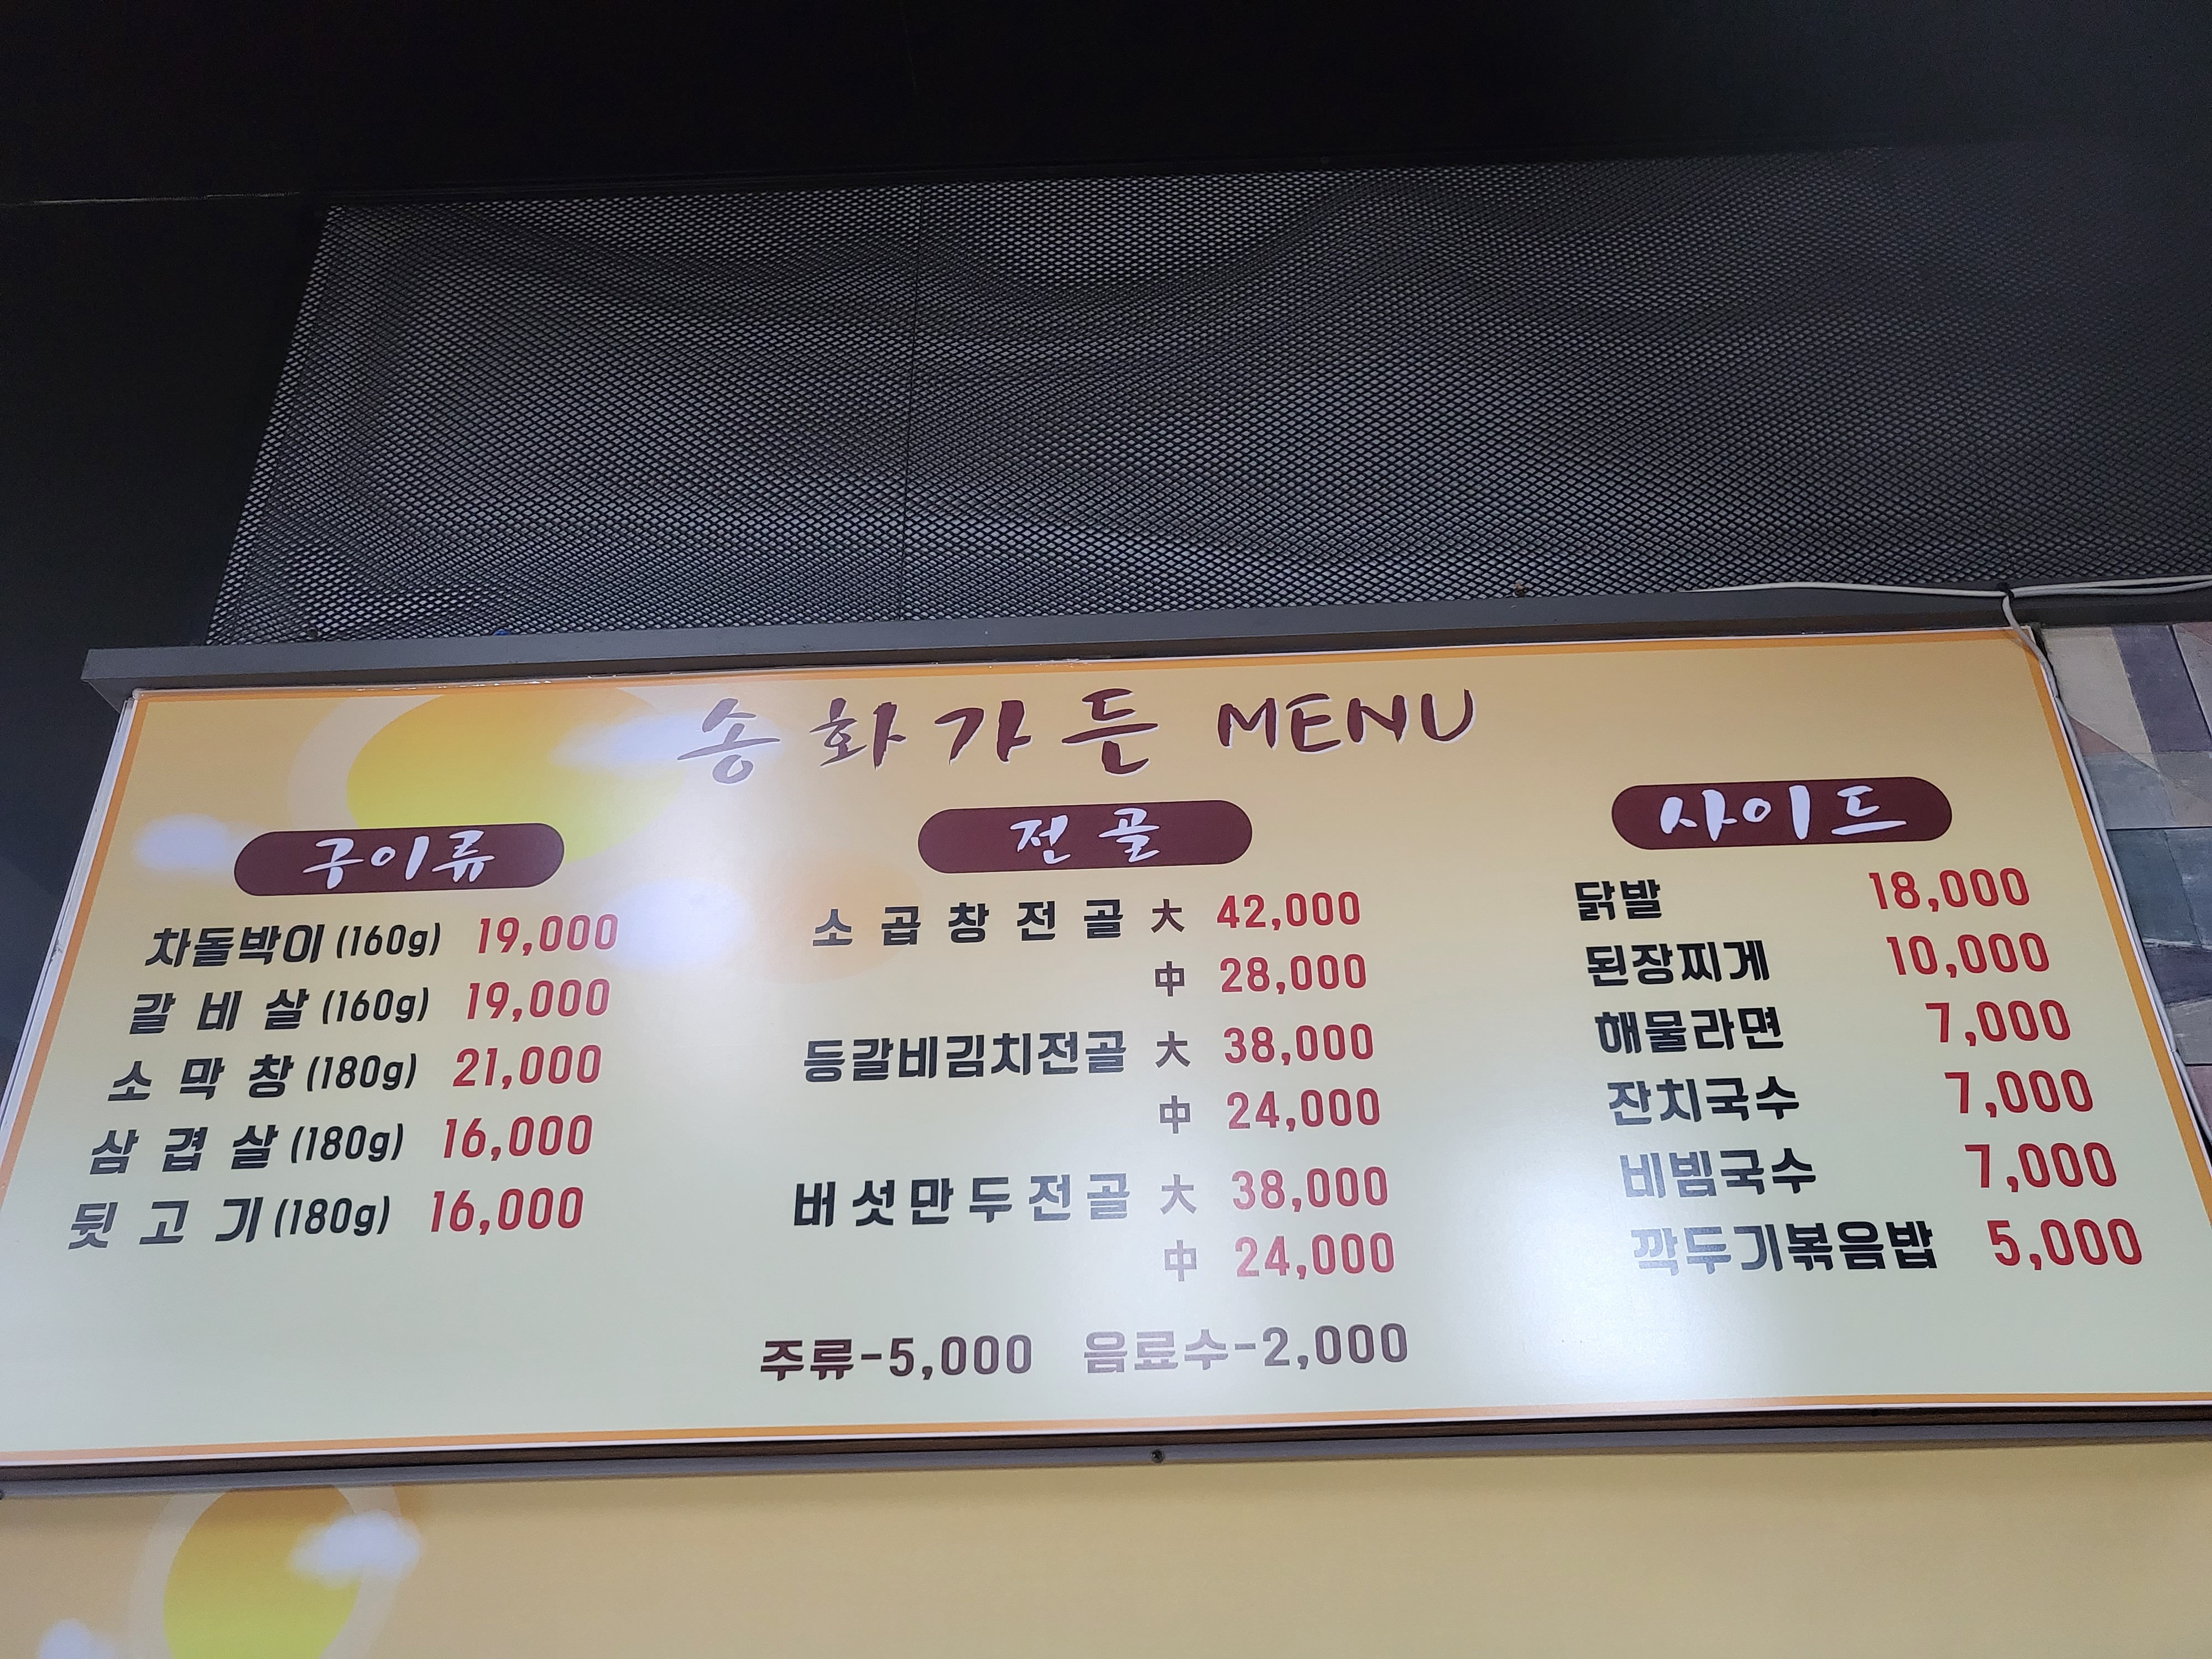 송화가든 MENU
구이류
차돌박이 (160g) 19,000
갈비살 (160g) 19,000
소막창 (180g) 21,000
삼겹살 (180g) 16,000
뒷고기 (180g) 16,000
전골
소곱창전골 大 42,000
中 28,000
등갈비김치전골 大 38,000
中 24,000
버섯만두전골 大 38,000
中 24,000
사이드
닭발 18,000
된장찌게 10,000
해물라면 7,000
잔치국수 7,000
비빔국수 7,000
깍두기볶음밥 5,000
주류-5,000 음료수-2,000